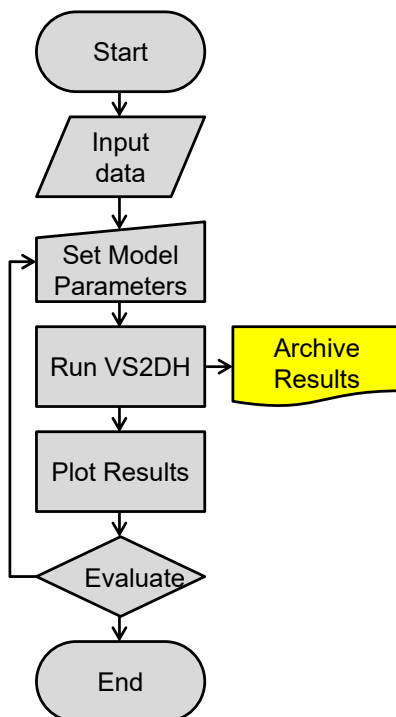 Start
Input
data
Set Model
Parameters
Run VS2DH
Archive
Results
Plot Results
Evaluate
End